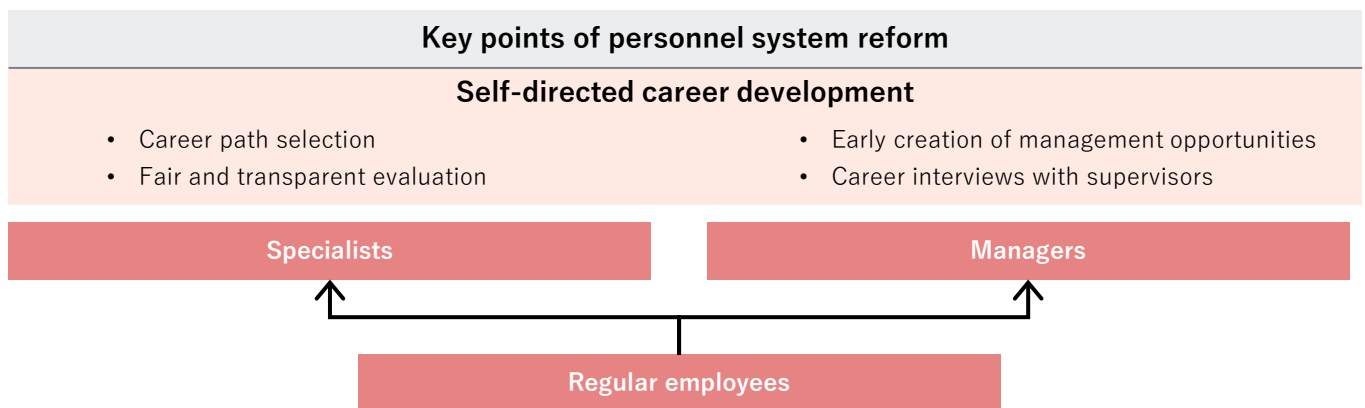 Key points of personnel system reform
Self-directed career development
• Career path selection
• Fair and transparent evaluation
• Early creation of management opportunities
• Career interviews with supervisors
Specialists
Managers
Regular employees